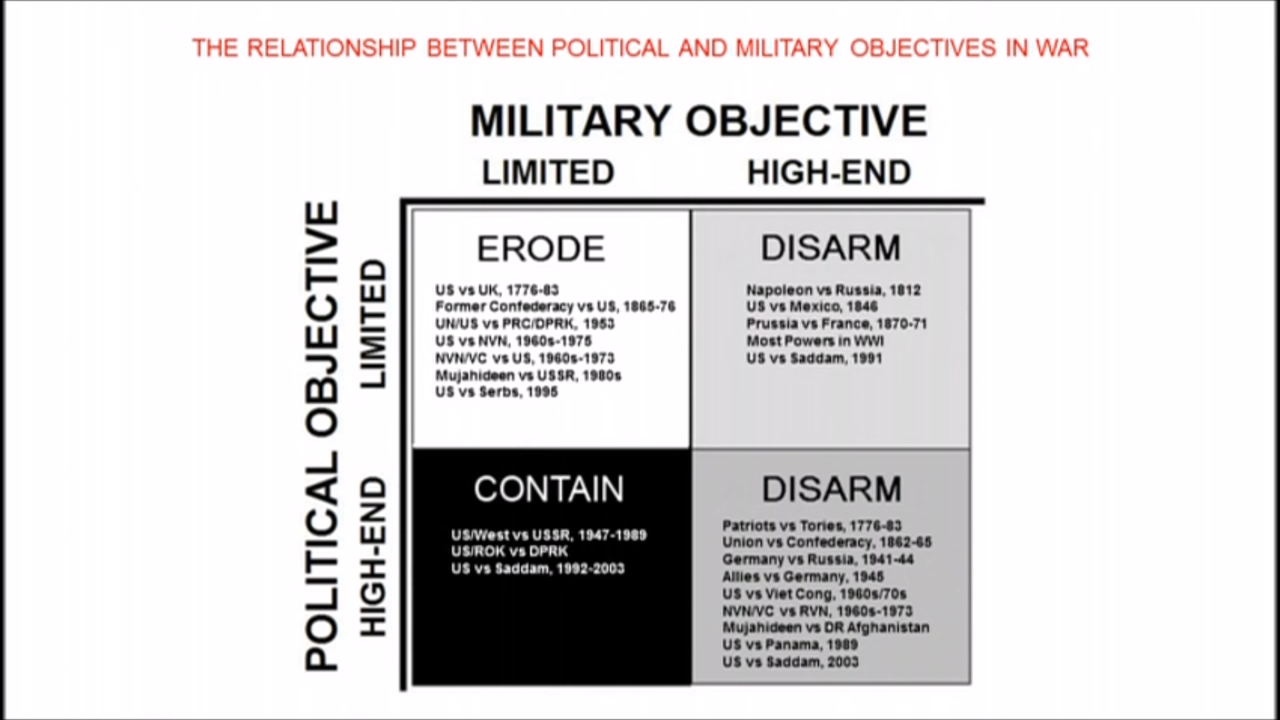 THE RELATIONSHIP BETWEEN POLITICAL AND MILITARY OBJECTIVES IN WAR
MILITARY OBJECTIVE
LIMITED
HIGH-END
POLITICAL OBJECTIVE
LIMITED
HIGH-END
ERODE
US vs UK, 1776-83
Former Confederacy vs US, 1865-76
UN/US vs PRC/DPRK, 1953
US vs NVN, 1960s-1975
NVN/VC vs US, 1960s-1973
Mujahideen vs USSR, 1980s
US vs Serbs, 1995
DISARM
Napoleon vs Russia, 1812
US vs Mexico, 1846
Prussia vs France, 1870-71
Most Powers in WWI
US vs Saddam, 1991
CONTAIN
US/West vs USSR, 1947-1989
US/ROK vs DPRK
US vs Saddam, 1992-2003
DISARM
Patriots vs Tories, 1776-83
Union vs Confederacy, 1862-65
Germany vs Russia, 1941-44
Allies vs Germany, 1945
US vs Viet Cong, 1960s/70s
NVN/VC vs RVN, 1960s-1973
Mujahideen vs DR Afghanistan
US vs Panama, 1989
US vs Saddam, 2003